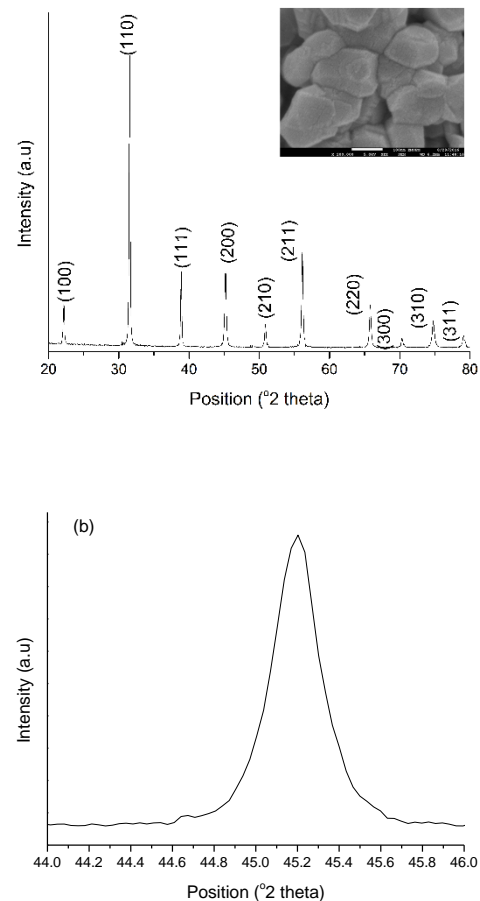 (110)
Intensity (a.u)
(100)
(111)
(200)
(210)
(211)
(220)
(300)
(310)
(311)
20 30 40 50 60 70 80
Position (°2 theta)
(b)
Intensity (a.u)
44.0 44.2 44.4 44.6 44.8 45.0 45.2 45.4 45.6 45.8 46.0
Position (°2 theta)